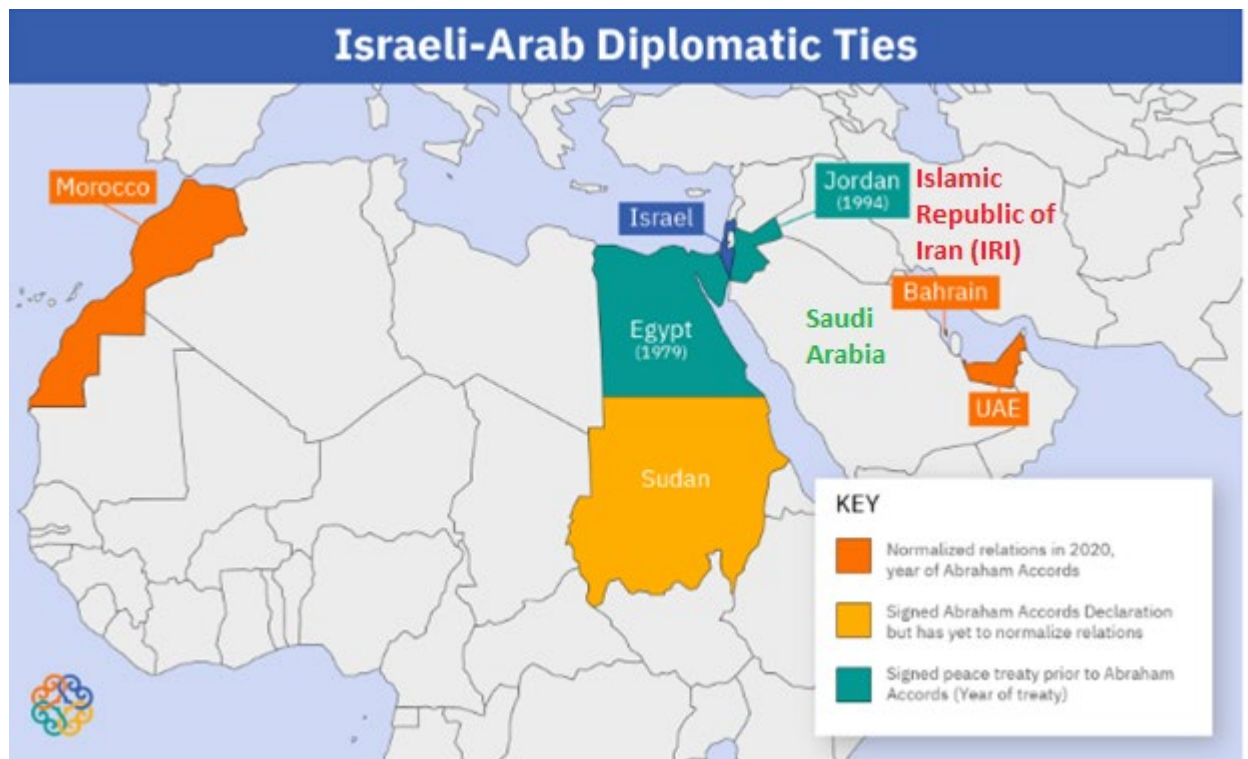 Israeli-Arab Diplomatic Ties
Morocco
Israel
Jordan
(1994)
Islamic
Republic of
Iran (IRI)
Bahrain
Saudi
Arabia
Egypt
(1979)
UAE
Sudan
KEY
Normalized relations in 2020,
year of Abraham Accords
Signed Abraham Accords Declaration
but has yet to normalize relations
Signed peace treaty prior to Abraham
Accords (Year of treaty)